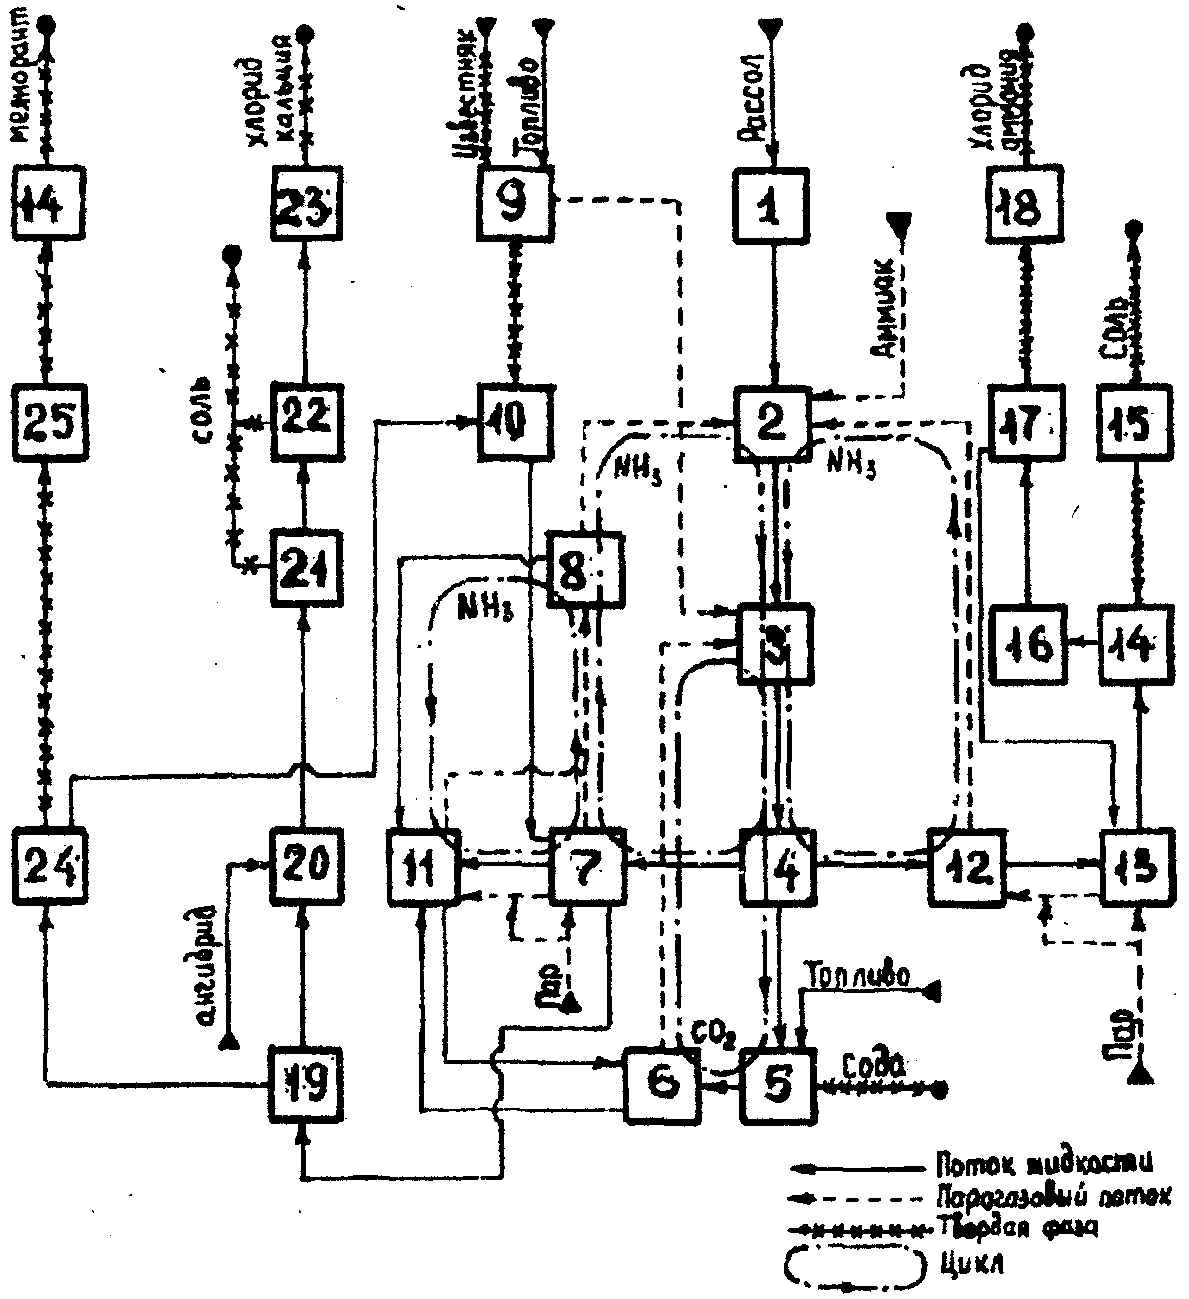 мелиорант
хлорид
кальция
Известняк
Топливо
Рассол
хлорид
аммония
14
23
9
1
18
Аммиак
СОЛЬ
соль
25
22
10
2
17
15
NH3
NH3
21
8
NH3
3
16
14
24
20
11
7
4
12
13
ангидрид
Пар
Топливо
Пар
CO2
Сода
19
6
5
Поток жидкости
Парогазовый поток
Твердая фаза
Цикл